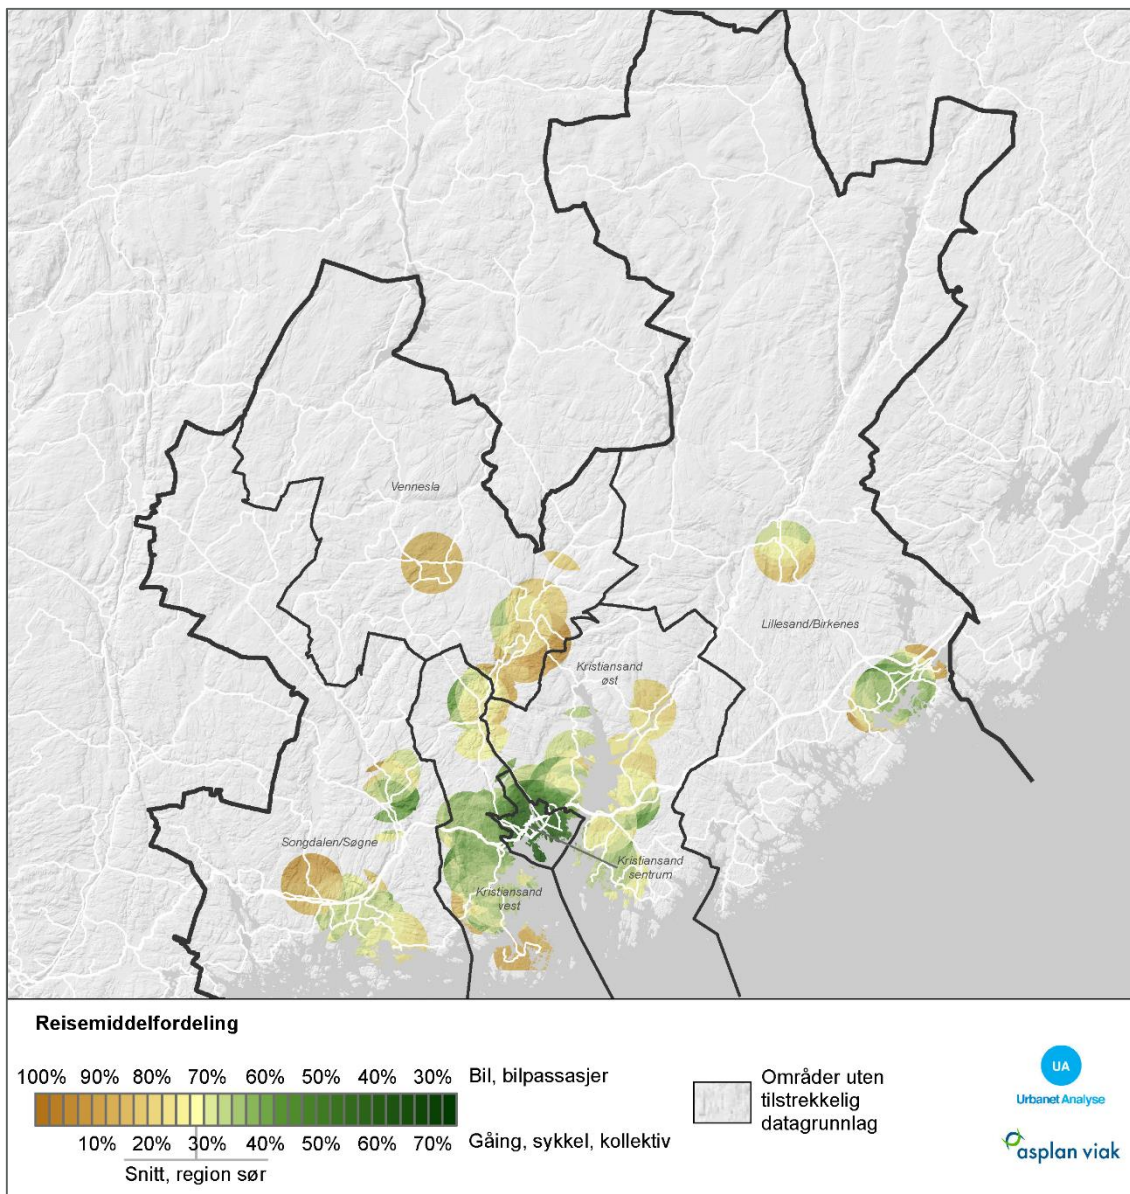 Vennesla
Lillesand/Birkenes
Kristiansand
øst
Songdalen/Søgne
Kristiansand
sentrum
Kristiansand
vest
Reisemiddelfordeling
100% 90% 80% 70% 60% 50% 40% 30% Bil, bilpassasjer
10% 20% 30% 40% 50% 60% 70% Gåing, sykkel, kollektiv
Snitt, region sør
Områder uten
tilstrekkelig
datagrunnlag
UA
Urbanet Analyse
asplan viak